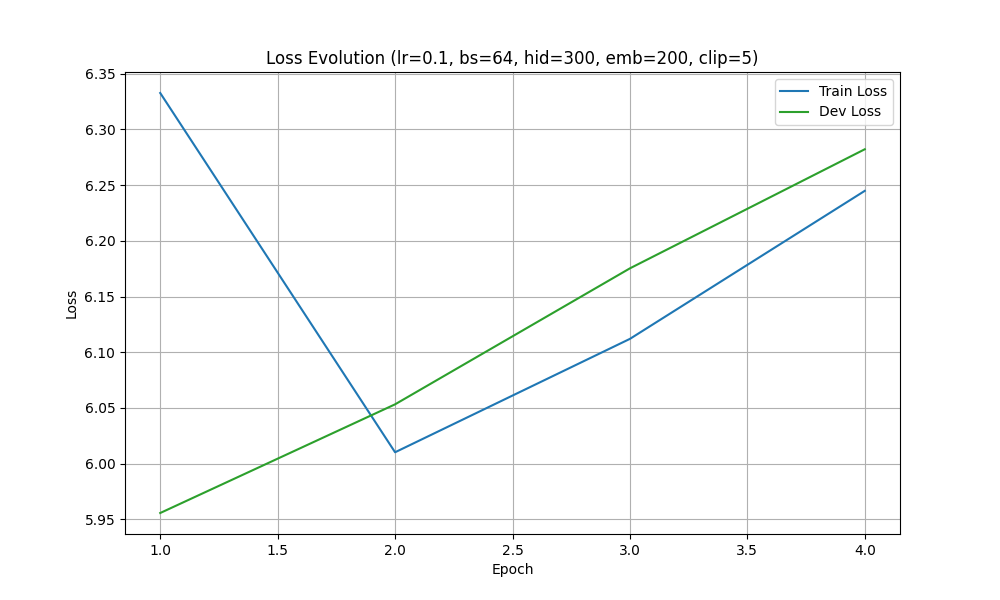 Loss Evolution (lr=0.1, bs=64, hid=300, emb=200, clip=5)
Train Loss
Dev Loss
6.35
6.30
6.25
6.20
6.15
6.10
6.05
6.00
5.95
Loss
1.0 1.5 2.0 2.5 3.0 3.5 4.0
Epoch